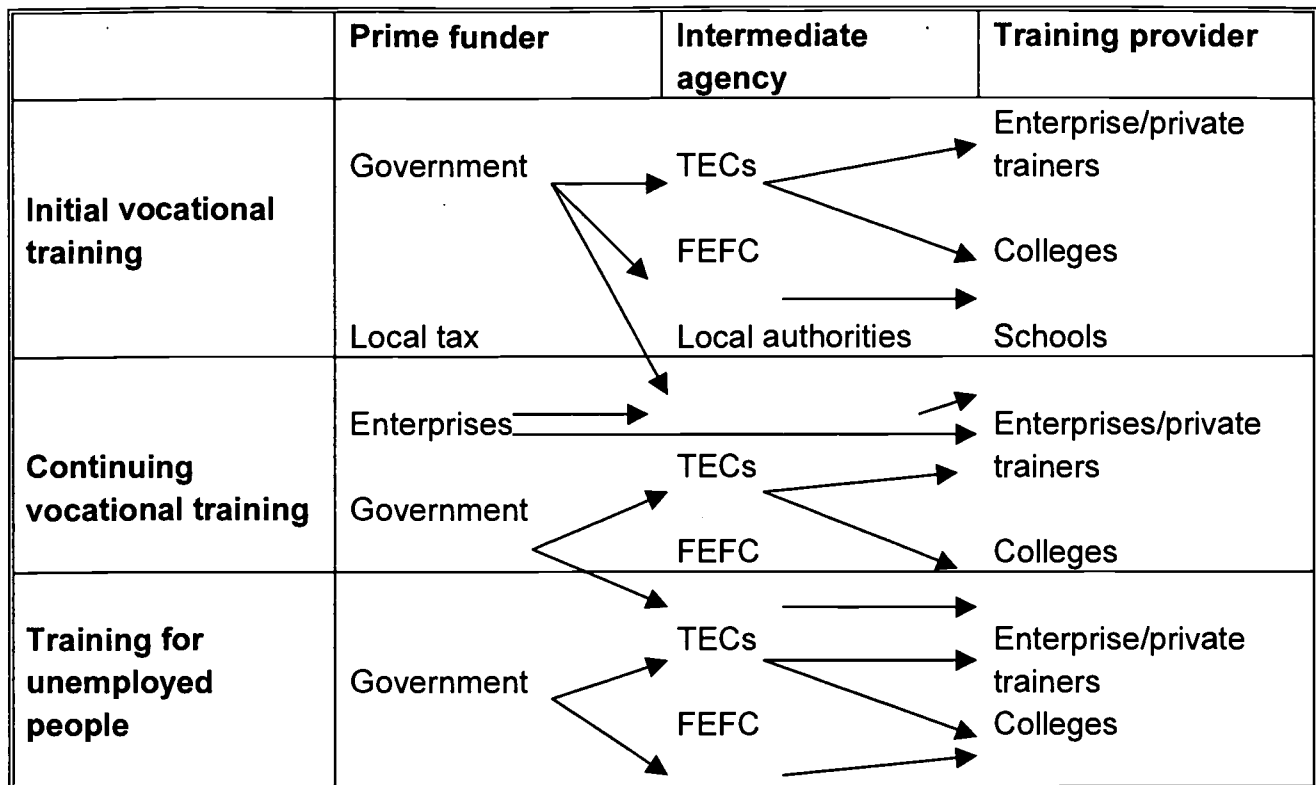 Prime funder
Intermediate
agency
Training provider
Initial vocational
training
Government
TECs
Enterprise/private
trainers
FEFC
Colleges
Local tax
Local authorities
Schools
Continuing
vocational training
Enterprises
Enterprises/private
trainers
TECs
Government
FEFC
Colleges
Training for
unemployed
people
Government
TECs
Enterprise/private
trainers
FEFC
Colleges